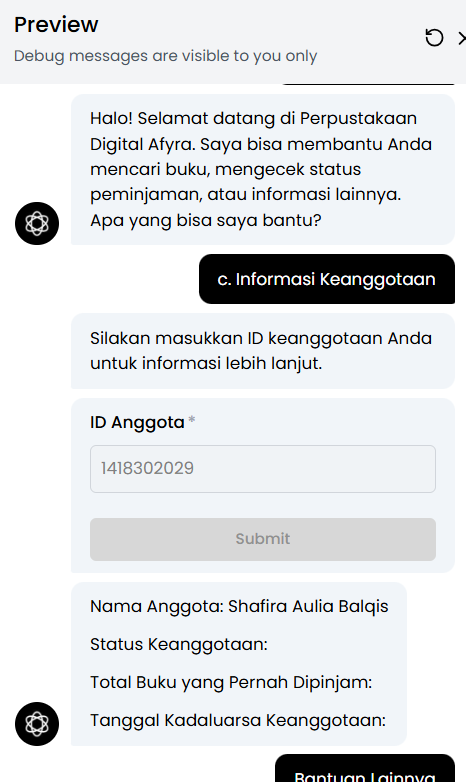 Preview
Debug messages are visible to you only
Halo! Selamat datang di Perpustakaan
Digital Afyra. Saya bisa membantu Anda
mencari buku, mengecek status
peminjaman, atau informasi lainnya.
Apa yang bisa saya bantu?
c. Informasi Keanggotaan
Silakan masukkan ID keanggotaan Anda
untuk informasi lebih lanjut.
ID Anggota *
1418302029
Submit
Nama Anggota: Shafira Aulia Balqis
Status Keanggotaan:
Total Buku yang Pernah Dipinjam:
Tanggal Kadaluarsa Keanggotaan:
Bantuan Lainnya